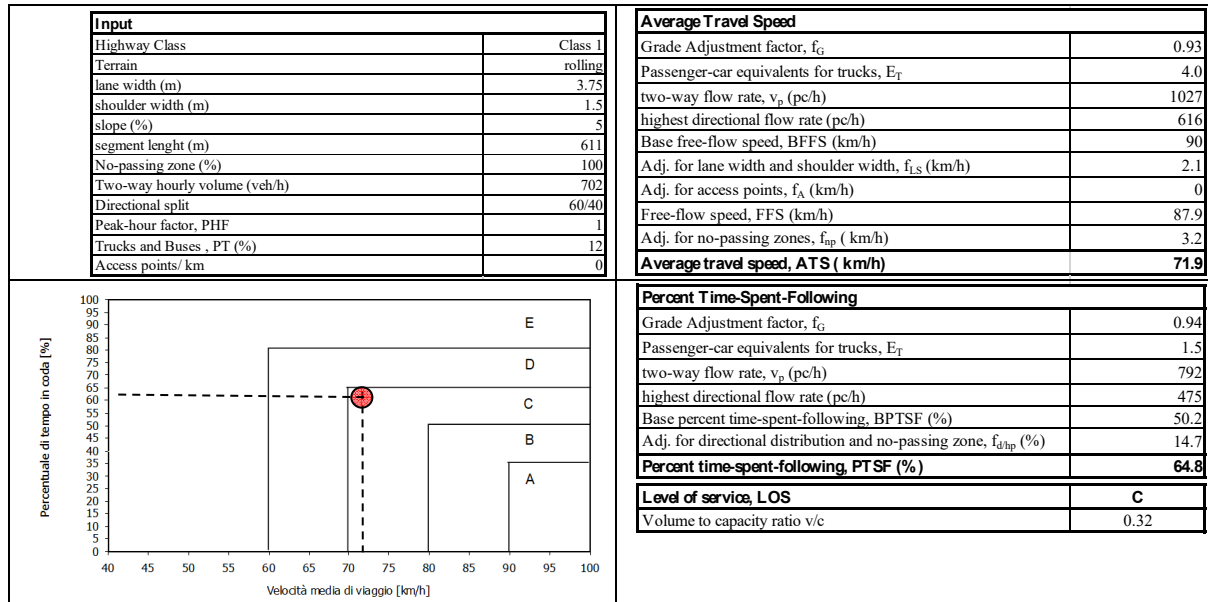 Input
Highway Class Class 1
Terrain rolling
lane width (m) 3.75
shoulder width (m) 1.5
slope (%) 5
segment lenght (m) 611
No-passing zone (%) 100
Two-way hourly volume (veh/h) 702
Directional split 60/40
Peak-hour factor, PHF 1
Trucks and Buses , PT (%) 12
Access points/ km 0
Average Travel Speed
Grade Adjustment factor, fG 0.93
Passenger-car equivalents for trucks, ET 4.0
two-way flow rate, vp (pc/h) 1027
highest directional flow rate (pc/h) 616
Base free-flow speed, BFFS (km/h) 90
Adj. for lane width and shoulder width, fLS (km/h) 2.1
Adj. for access points, fA (km/h) 0
Free-flow speed, FFS (km/h) 87.9
Adj. for no-passing zones, fnp ( km/h) 3.2
Average travel speed, ATS ( km/h) 71.9
Percentuale di tempo in coda [%]
100
95
90
85
80
75
70
65
60
55
50
45
40
35
30
25
20
15
10
5
0
E
D
C
B
A
40 45 50 55 60 65 70 75 80 85 90 95 100
Velocità media di viaggio [km/h]
Percent Time-Spent-Following
Grade Adjustment factor, fG 0.94
Passenger-car equivalents for trucks, ET 1.5
two-way flow rate, vp (pc/h) 792
highest directional flow rate (pc/h) 475
Base percent time-spent-following, BPTSF (%) 50.2
Adj. for directional distribution and no-passing zone, fd/hp (%) 14.7
Percent time-spent-following, PTSF (%) 64.8
Level of service, LOS C
Volume to capacity ratio v/c 0.32